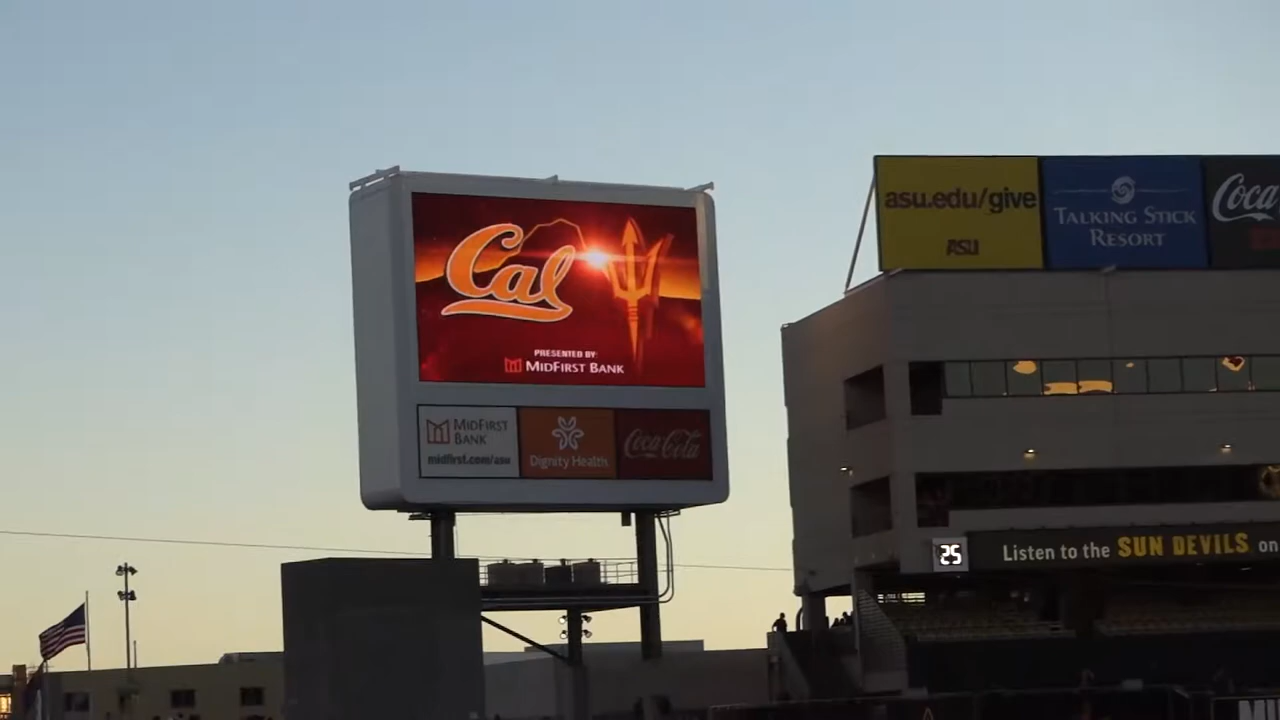 Cal
PRESENTED BY:
MIDFIRST BANK
MIDFIRST
BANK
midfirst.com/asu
Dignity Health
Coca-Cola
asu.edu/give
ASU
TALKING STICK
RESORT
Coca
25
Listen to the SUN DEVILS on